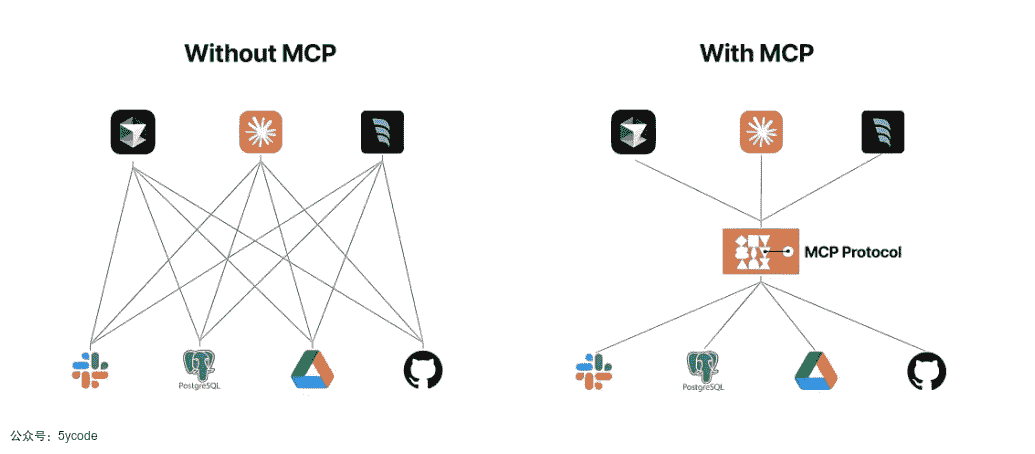 Without MCP
With MCP
MCP Protocol
PostgreSQL
PostgreSQL
公众号：5ycode